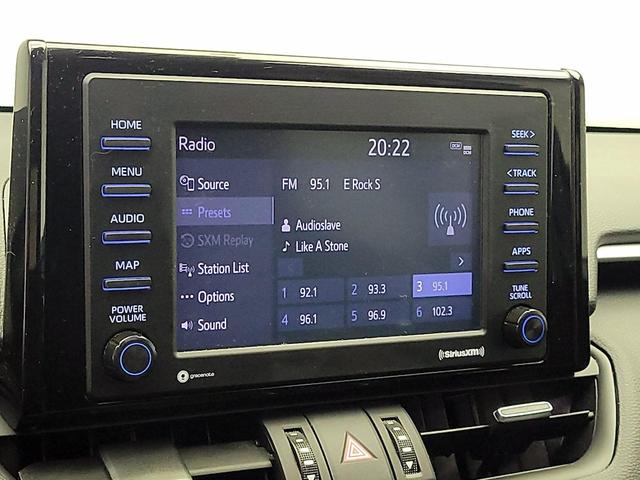 HOME
MENU
AUDIO
MAP
POWER
VOLUME
Radio
20:22
DCM
DCM
Source
Presets
SXM Replay
Station List
Options
Sound
FM 95.1 E Rock S
Audioslave
Like A Stone
1 92.1
2 93.3
3 95.1
4 96.1
5 96.9
6 102.3
SEEK >
< TRACK
PHONE
APPS
TUNE
SCROLL
gracenote
SiriusXM